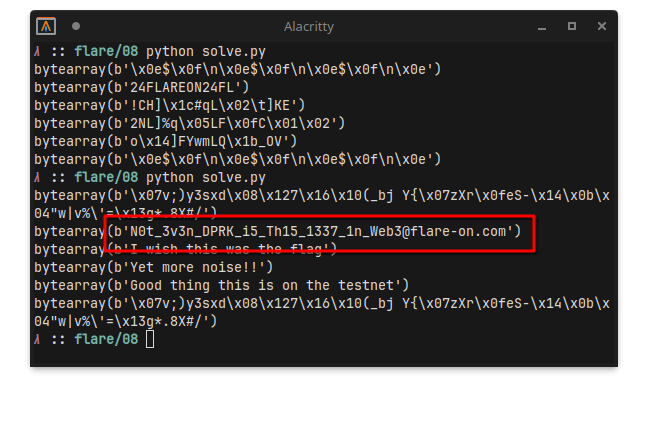 Alacritty
λ :: flare/08 python solve.py
bytearray(b'\x0e$\x0f\n\x0e$\x0f\n\x0e$\x0f\n\x0e')
bytearray(b'24FLAREON24FL')
bytearray(b'!CH]\x1c#qL\x02\t]KE')
bytearray(b'2NL]%q\x05LF\x0fC\x01\x02')
bytearray(b'o\x14]FYwmLQ\x1b_OV')
bytearray(b'\x0e$\x0f\n\x0e$\x0f\n\x0e$\x0f\n\x0e')
λ :: flare/08 python solve.py
bytearray(b'\x07v;)y3sxd\x08\x127\x16\x10(_bj Y{\x07zXr\x0feS-\x14\x0b\x
04"w|v%\'=\x13g*.8X#/')
bytearray(b'N0t_3v3n_DPRK_i5_Th15_1337_1n_Web3@flare-on.com')
bytearray(b'I wish this was the flag')
bytearray(b'Yet more noise!!')
bytearray(b'Good thing this is on the testnet')
bytearray(b'\x07v;)y3sxd\x08\x127\x16\x10(_bj Y{\x07zXr\x0feS-\x14\x0b\x
04"w|v%\'=\x13g*.8X#/')
λ :: flare/08